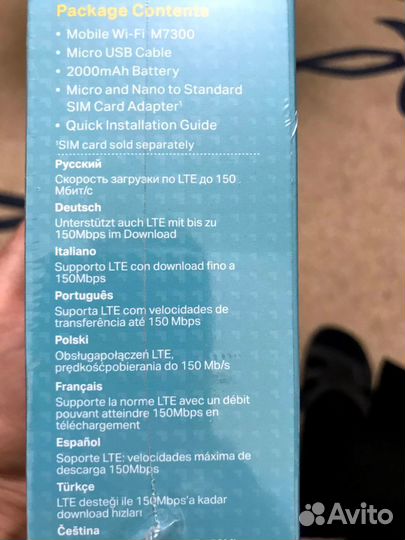 Package Contents
• Mobile Wi-Fi M7300
• Micro USB Cable
• 2000mAh Battery
• Micro and Nano to Standard
SIM Card Adapter¹
• Quick Installation Guide
¹SIM card sold separately
Русский
Скорость загрузки по LTE до 150
Мбит/с
Deutsch
Unterstützt auch LTE mit bis zu
150Mbps im Download
Italiano
Supporto LTE con download fino a
150Mbps
Português
Suporta LTE com velocidades de
transferência até 150 Mbps
Polski
Obsługapołączeń LTE,
prędkośćpobierania do 150 Mb/s
Français
Supporte la norme LTE avec un débit
pouvant atteindre 150Mbps en
téléchargement
Español
Soporte LTE: velocidades máxima de
descarga 150Mbps
Türkçe
LTE desteği ile 150Mbps'a kadar
download hızları
Čeština
Avito